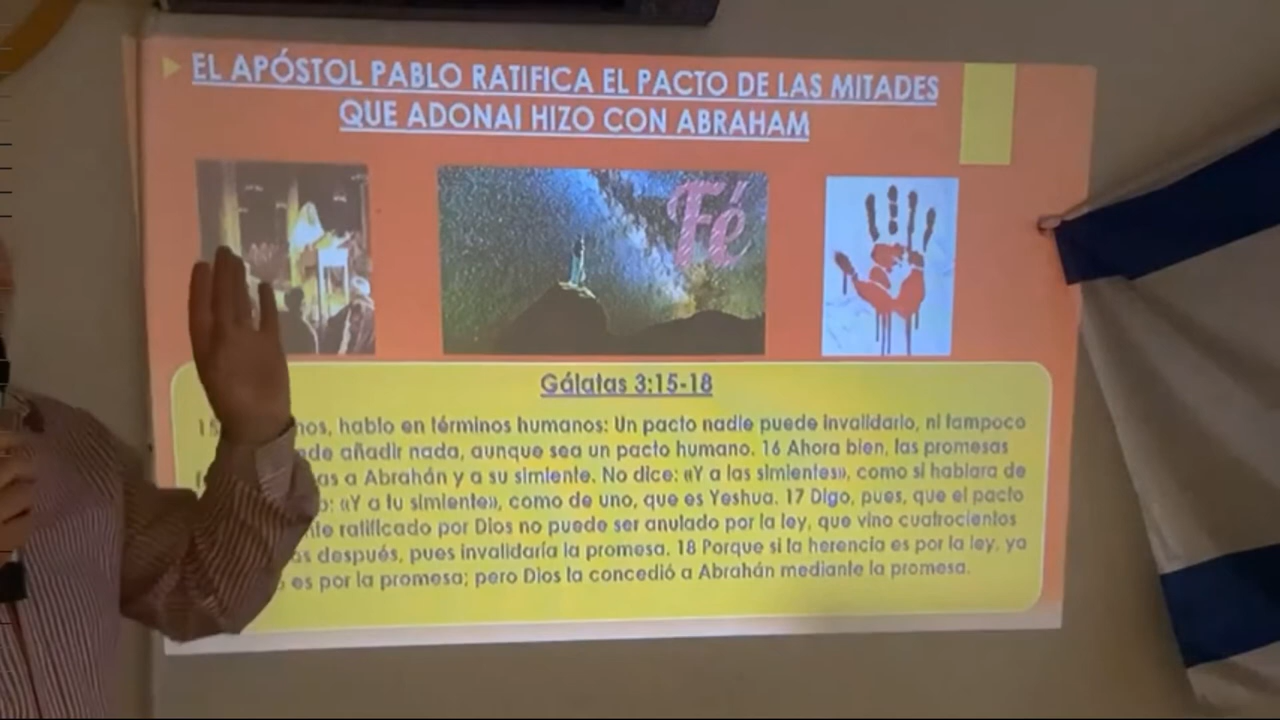 EL APÓSTOL PABLO RATIFICA EL PACTO DE LAS MITADES
QUE ADONAI HIZO CON ABRAHAM
Fé
Gálatas 3:15-18
hablo en términos humanos: Un pacto nadie puede invalidarlo, ni tampoco
añadir nada, aunque sea un pacto humano. 16 Ahora bien, las promesas
a Abrahán y a su simiente. No dice: «Y a las simientes», como si hablara de
«Y a tu simiente», como de uno, que es Yeshua. 17 Digo, pues, que el pacto
ratificado por Dios no puede ser anulado por la ley, que vino cuatrocientos
después, pues invalidaría la promesa. 18 Porque si la herencia es por la ley, ya
es por la promesa; pero Dios la concedió a Abrahán mediante la promesa.